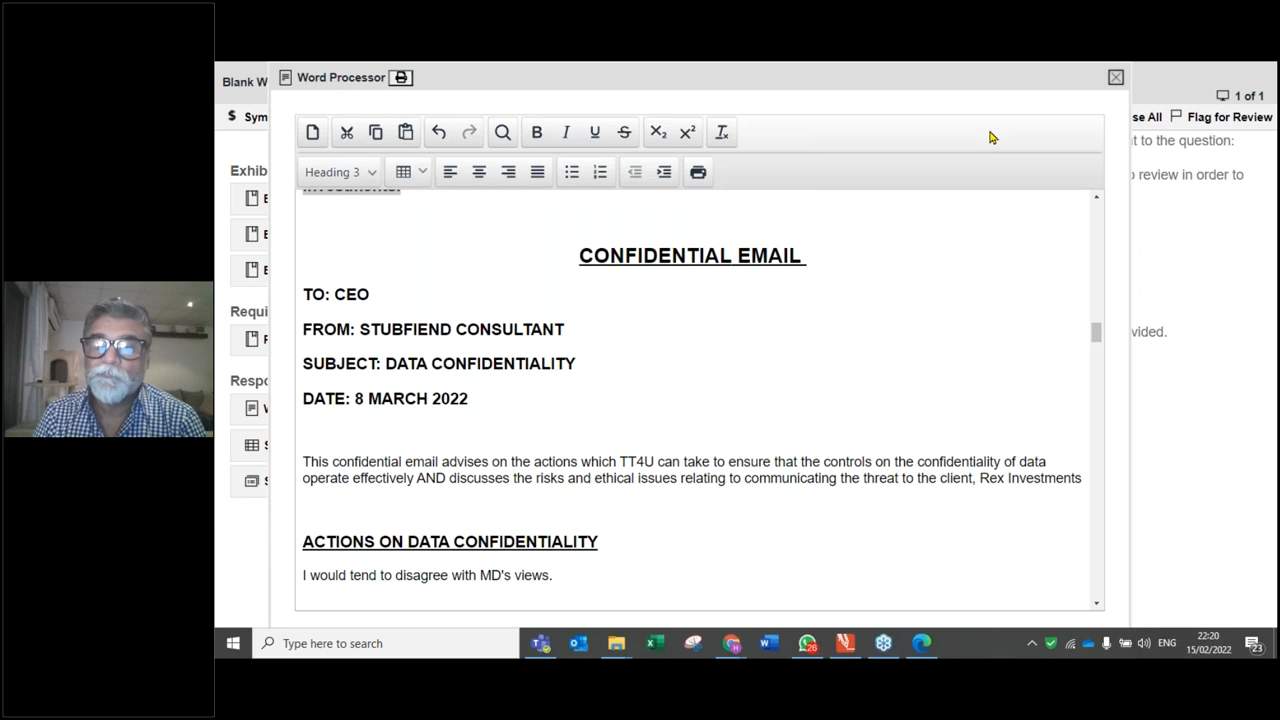 Blank W
Word Processor
1 of 1
$ Sym
se All
Flag for Review
t to the question:
Heading 3
Exhib
review in order to
E
E
E
CONFIDENTIAL EMAIL
TO: CEO
Requi
FROM: STUBFIEND CONSULTANT
vided.
SUBJECT: DATA CONFIDENTIALITY
Resp
DATE: 8 MARCH 2022
This confidential email advises on the actions which TT4U can take to ensure that the controls on the confidentiality of data
operate effectively AND discusses the risks and ethical issues relating to communicating the threat to the client, Rex Investments
ACTIONS ON DATA CONFIDENTIALITY
I would tend to disagree with MD's views.
Type here to search
26
ENG
22:20
15/02/2022
23